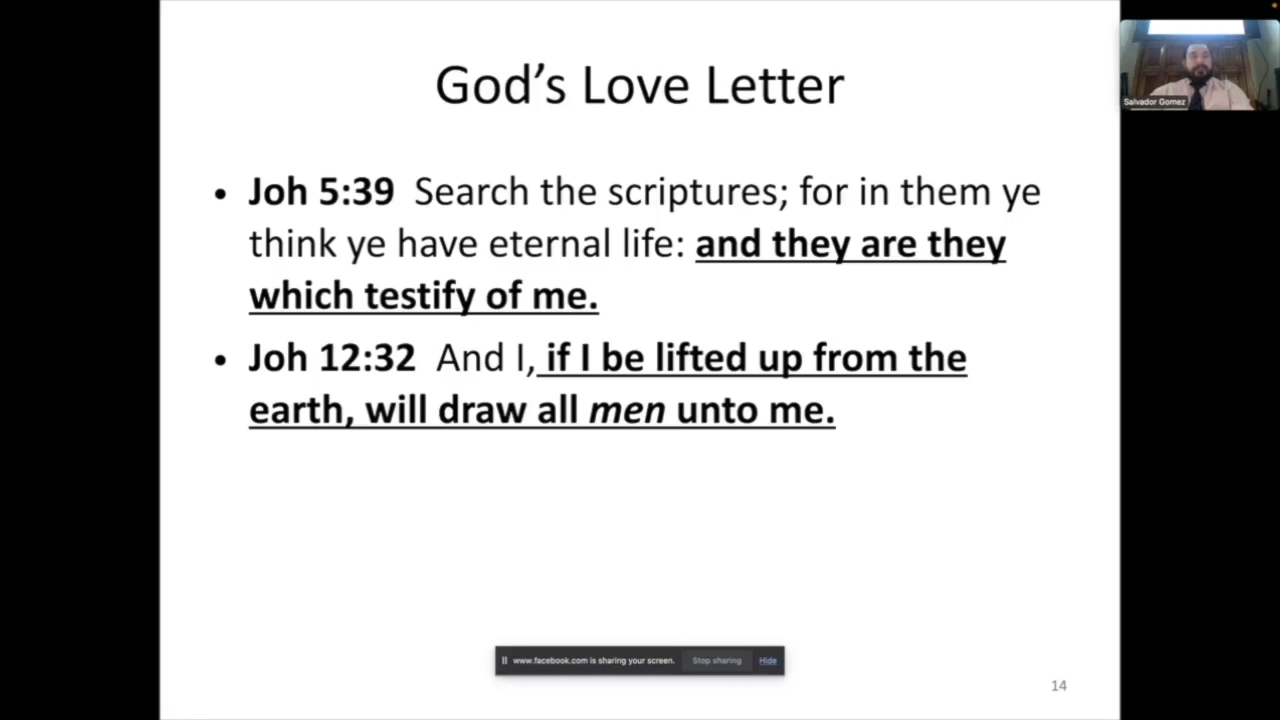 God's Love Letter
Salvador Gomez
• Joh 5:39 Search the scriptures; for in them ye
think ye have eternal life: and they are they
which testify of me.
• Joh 12:32 And I, if I be lifted up from the
earth, will draw all men unto me.
www.facebook.com is sharing your screen. Stop sharing Hide
14